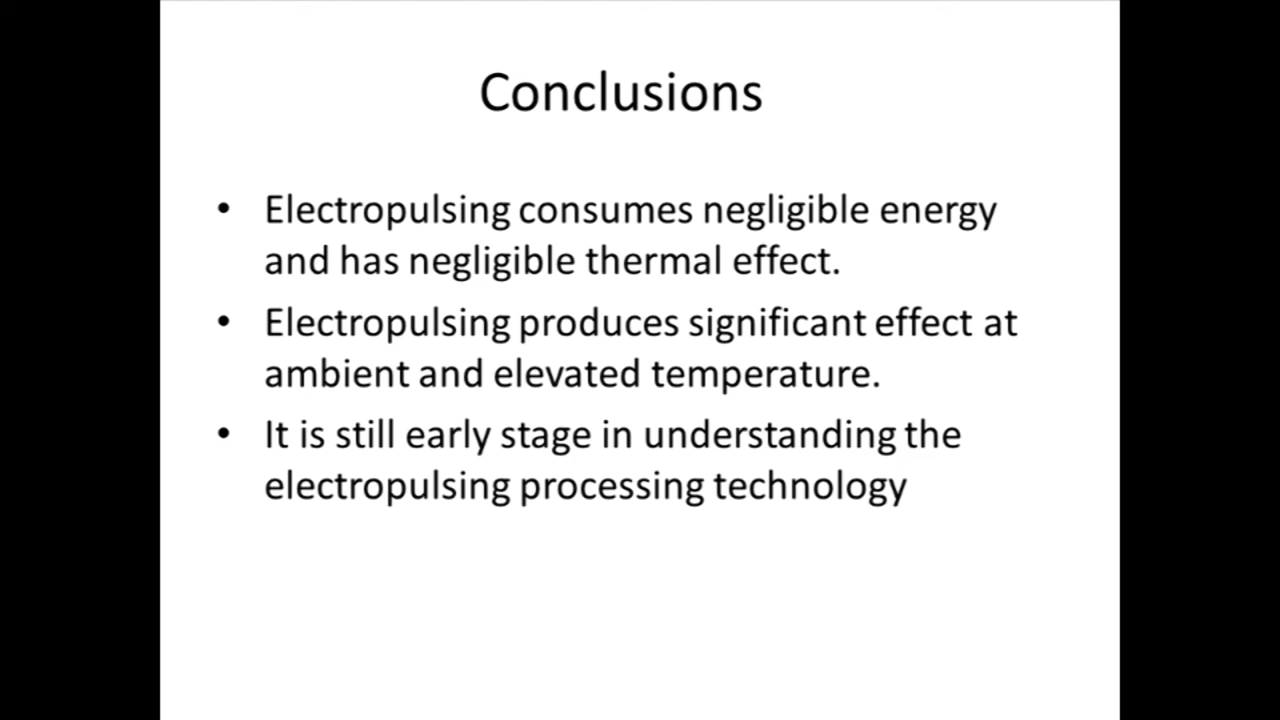 Conclusions
• Electropulsing consumes negligible energy
and has negligible thermal effect.
• Electropulsing produces significant effect at
ambient and elevated temperature.
• It is still early stage in understanding the
electropulsing processing technology